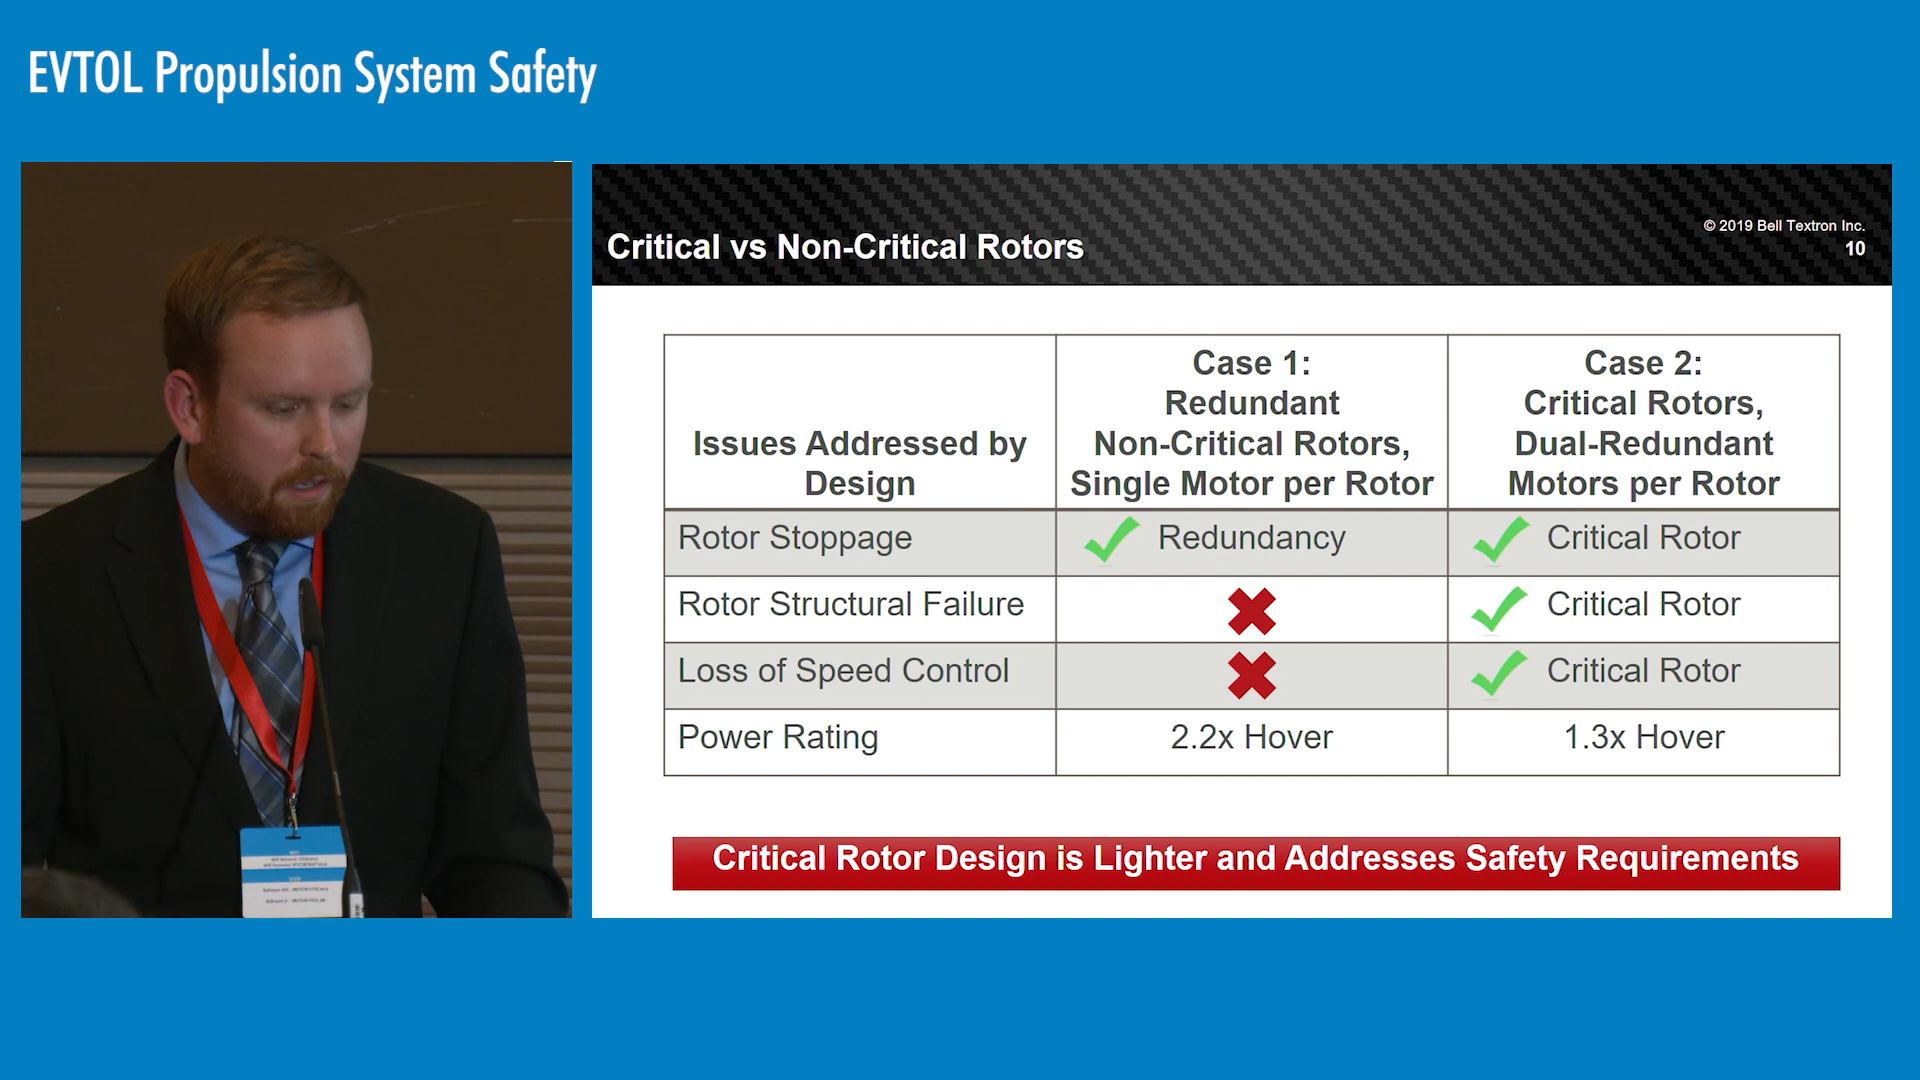 EVTOL Propulsion System Safety
© 2019 Bell Textron Inc.
Critical vs Non-Critical Rotors
10
Issues Addressed by
Design
Case 1:
Redundant
Non-Critical Rotors,
Single Motor per Rotor
Case 2:
Critical Rotors,
Dual-Redundant
Motors per Rotor
Rotor Stoppage
Redundancy
Critical Rotor
Rotor Structural Failure
Critical Rotor
Loss of Speed Control
Critical Rotor
Power Rating
2.2x Hover
1.3x Hover
Critical Rotor Design is Lighter and Addresses Safety Requirements